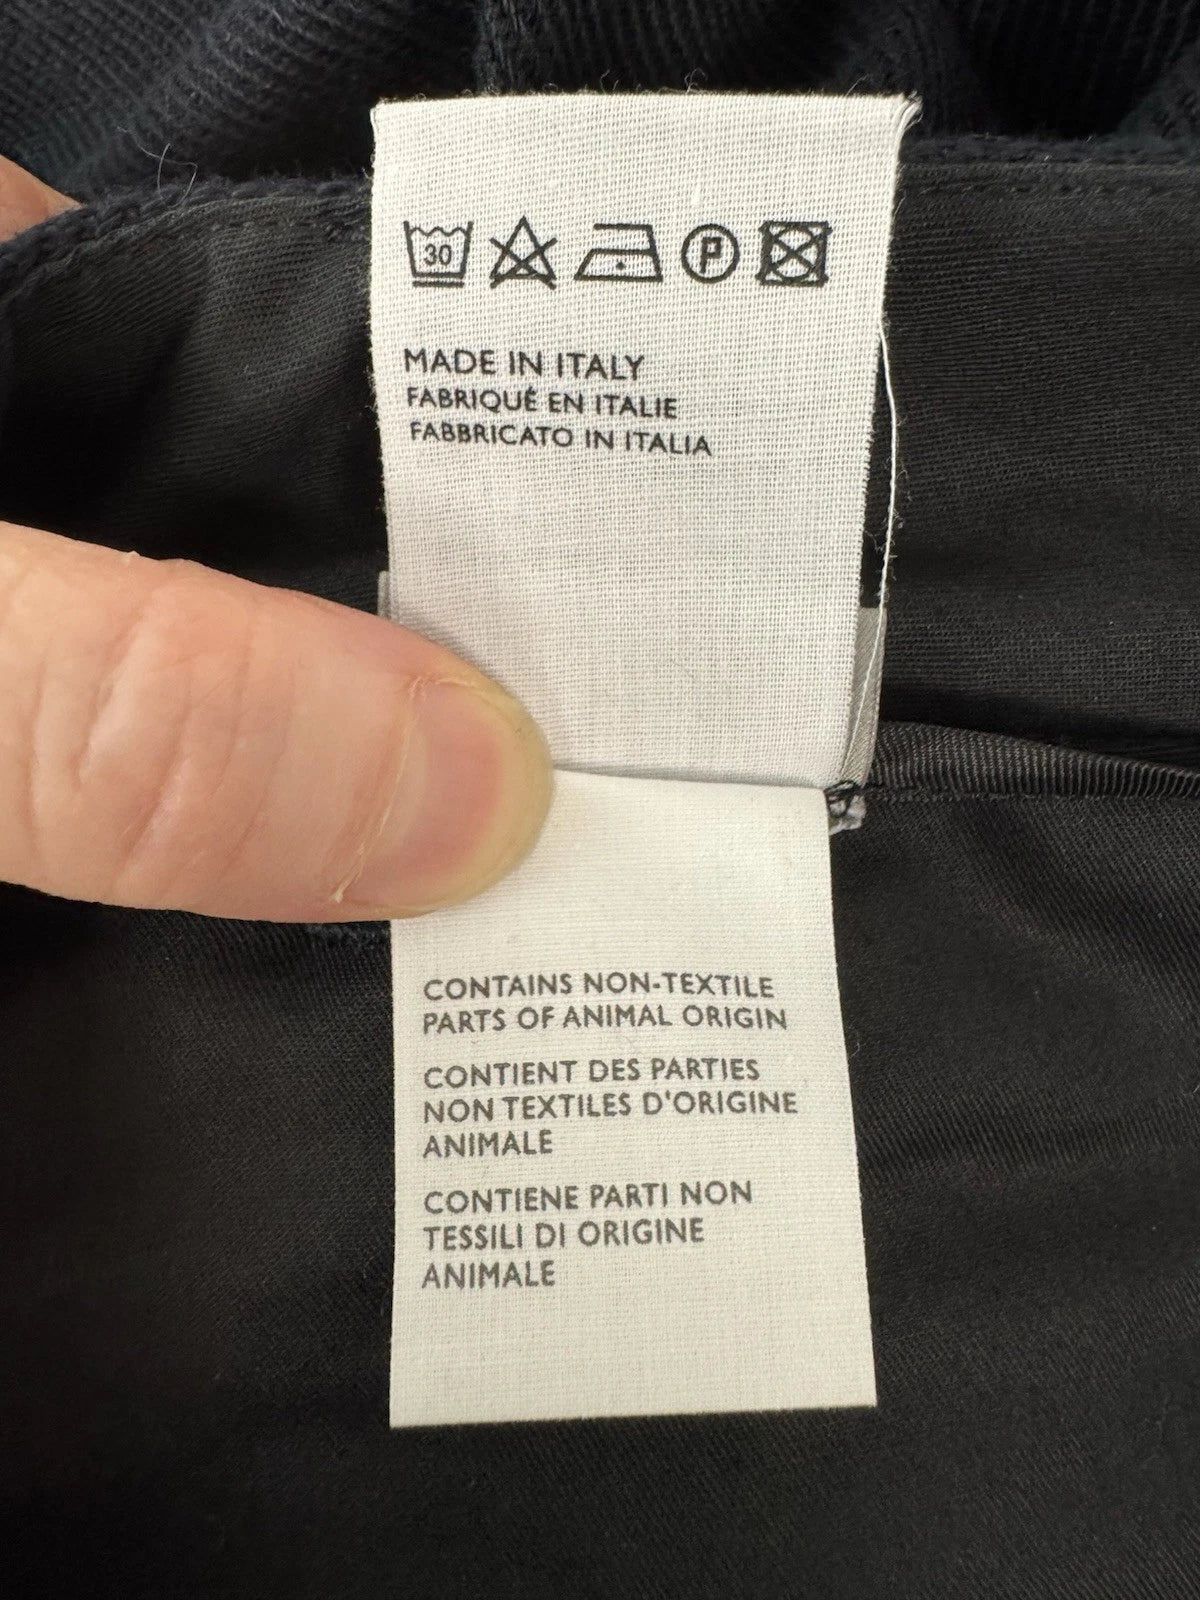 30 P
MADE IN ITALY
FABRIQUÉ EN ITALIE
FABBRICATO IN ITALIA
CONTAINS NON-TEXTILE
PARTS OF ANIMAL ORIGIN
CONTIENT DES PARTIES
NON TEXTILES D'ORIGINE
ANIMALE
CONTIENE PARTI NON
TESSILI DI ORIGINE
ANIMALE